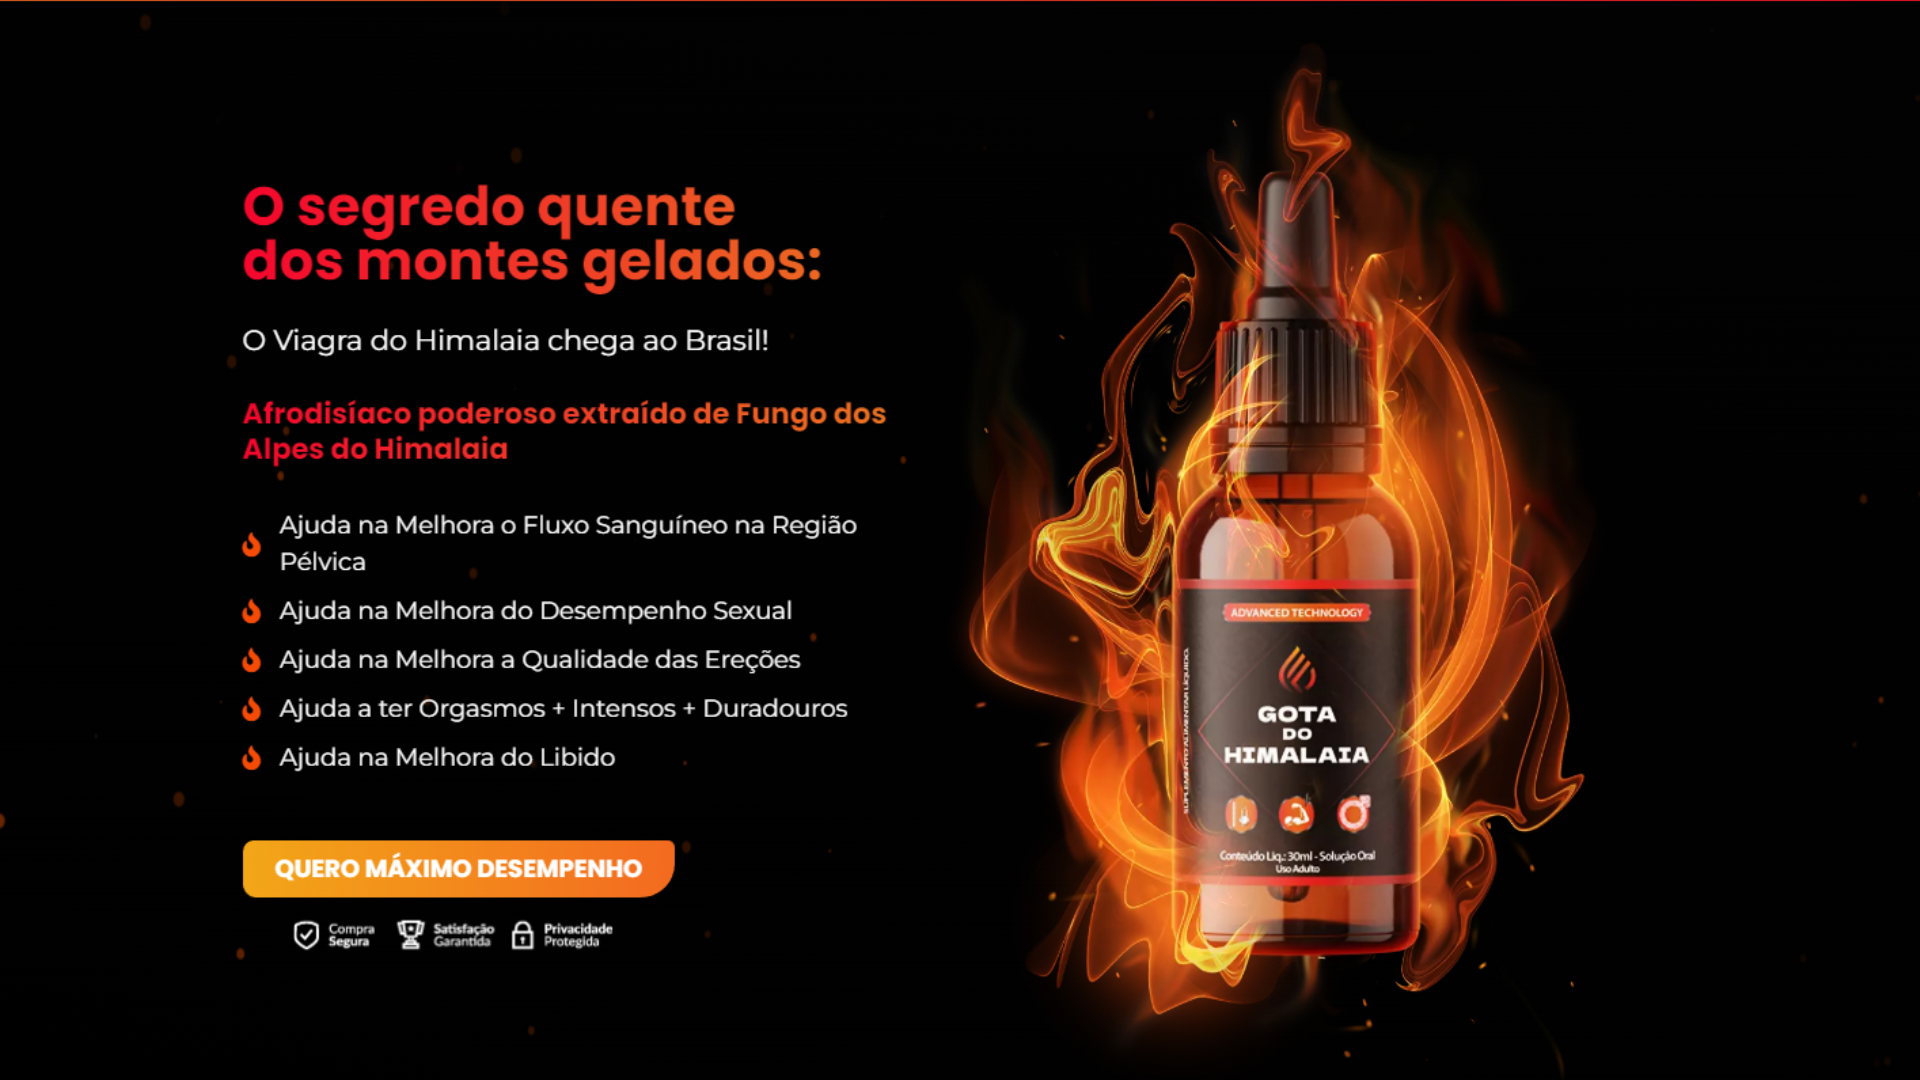 O segredo quente
dos montes gelados:
O Viagra do Himalaia chega ao Brasil!
Afrodisíaco poderoso extraído de Fungo dos
Alpes do Himalaia
Ajuda na Melhora o Fluxo Sanguíneo na Região
Pélvica
Ajuda na Melhora do Desempenho Sexual
Ajuda na Melhora a Qualidade das Ereções
Ajuda a ter Orgasmos + Intensos + Duradouros
Ajuda na Melhora do Libido
QUERO MÁXIMO DESEMPENHO
Compra
Segura
Satisfação
Garantida
Privacidade
Protegida
ADVANCED TECHNOLOGY
GOTA
DO
HIMALAIA
SUPLEMENTO ALIMENTAR LÍQUIDO.
Conteúdo Liq.: 30ml - Solução Oral
Uso Adulto